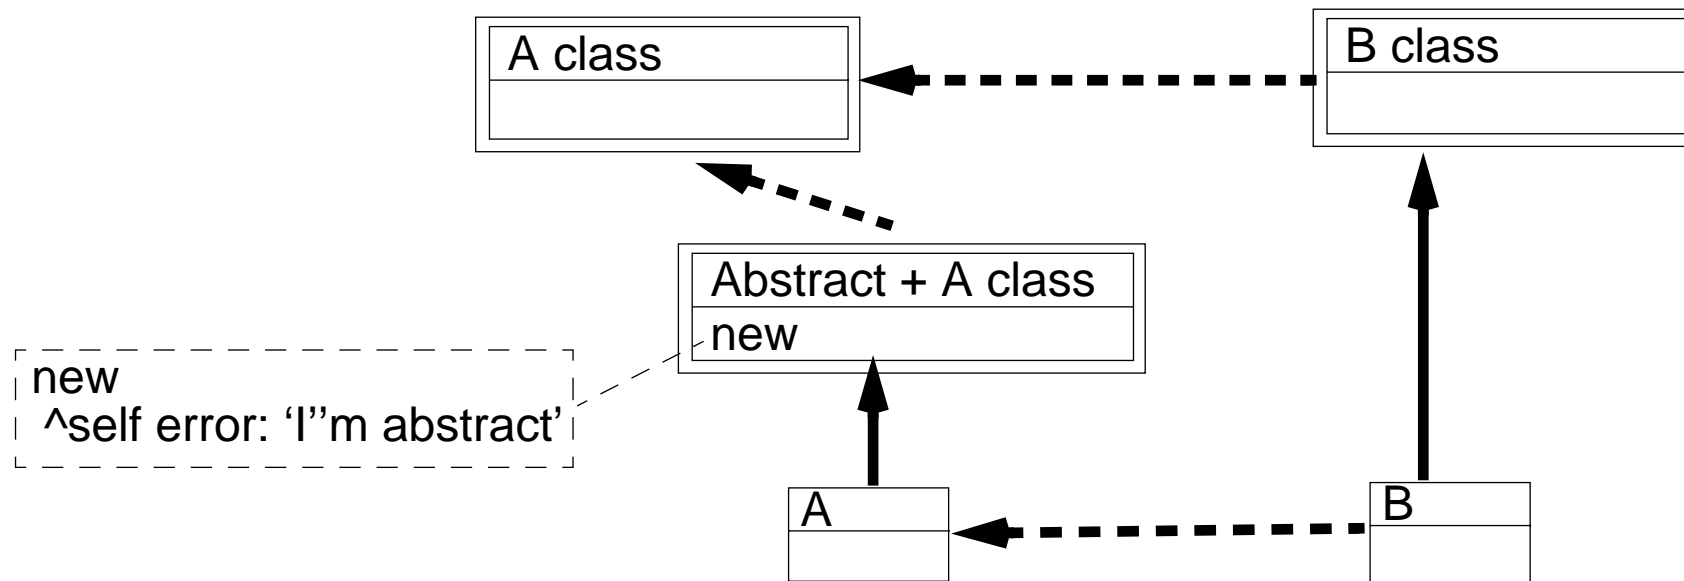 A class
B class
Abstract + A class
new
new
^self error: ‘I’’m abstract’
A
B